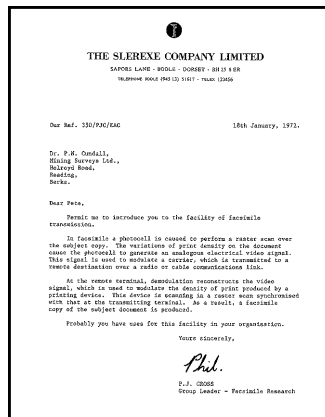 THE SLEREXE COMPANY LIMITED
SAPORS LANE - BOOLE - DORSET - BH 25 8 ER
TELEPHONE BOOLE (945 13) 51617 - TELEX 123456
Our Ref. 350/PJC/EAC
18th January, 1972.
Dr. P.N. Cundall,
Mining Surveys Ltd.,
Holroyd Road,
Reading,
Berks.
Dear Pete,
Permit me to introduce you to the facility of facsimile
transmission.
In facsimile a photocell is caused to perform a raster scan over
the subject copy. The variations of print density on the document
cause the photocell to generate an analogous electrical video signal.
This signal is used to modulate a carrier, which is transmitted to a
remote destination over a radio or cable communications link.
At the remote terminal, demodulation reconstructs the video
signal, which is used to modulate the density of print produced by a
printing device. This device is scanning in a raster scan synchronised
with that at the transmitting terminal. As a result, a facsimile
copy of the subject document is produced.
Probably you have uses for this facility in your organisation.
Yours sincerely,
Phil.
P.J. CROSS
Group Leader - Facsimile Research